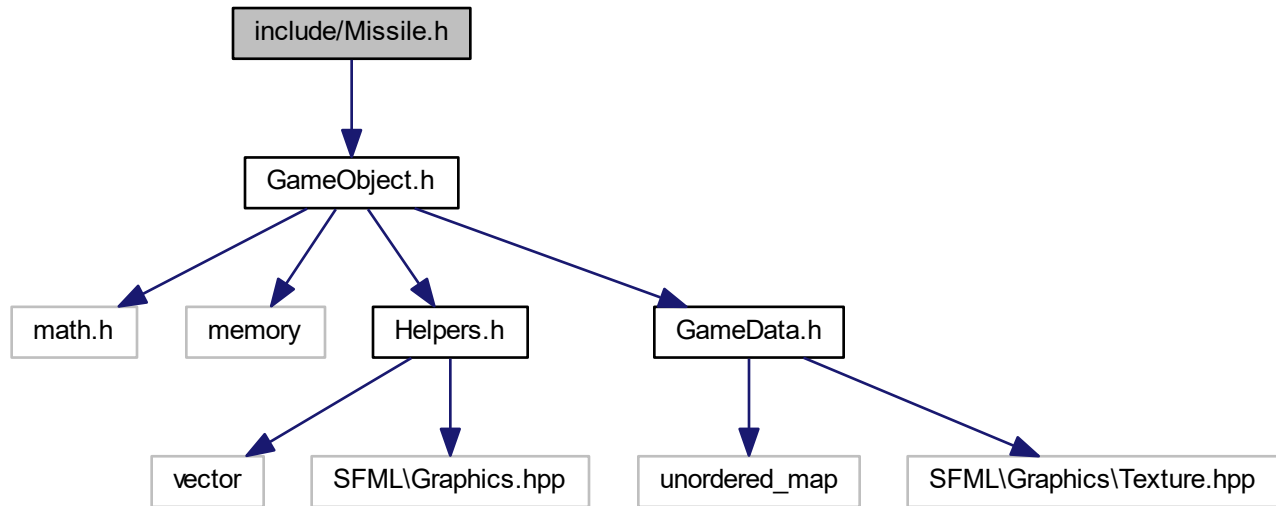 include/Missile.h
GameObject.h
math.h
memory
Helpers.h
GameData.h
vector
SFML\Graphics.hpp
unordered_map
SFML\Graphics\Texture.hpp